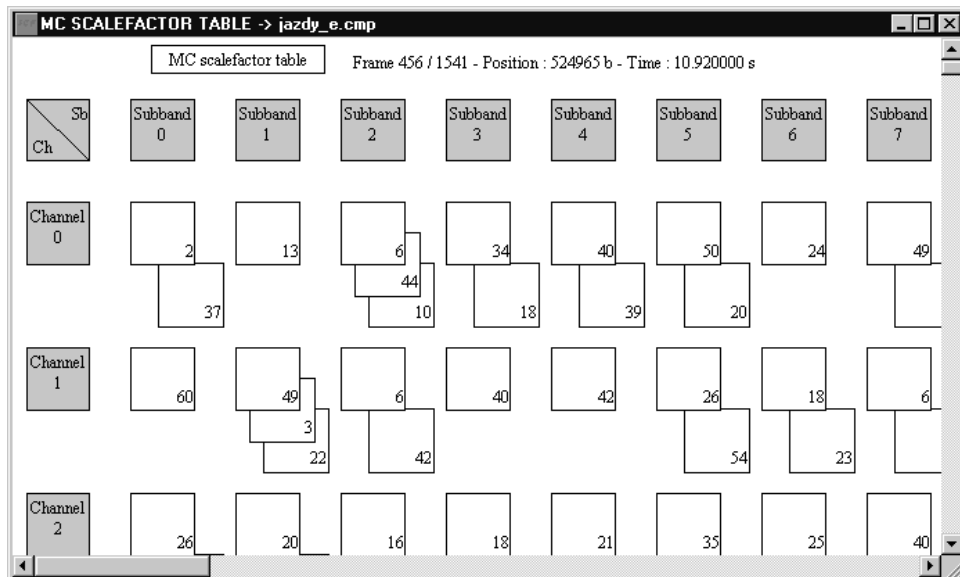 MC SCALEFACTOR TABLE -> jazdy_e.cmp
MC scalefactor table Frame 456 / 1541 - Position : 524965 b - Time : 10.920000 s
Sb
Ch
Subband 0 Subband 1 Subband 2 Subband 3 Subband 4 Subband 5 Subband 6 Subband 7
Channel 0
2 13 6 34 40 50 24 49
44
37 10 18 39 20
Channel 1
60 49 6 40 42 26 18 6
3
22 42 54 23
Channel 2
26 20 16 18 21 35 25 40